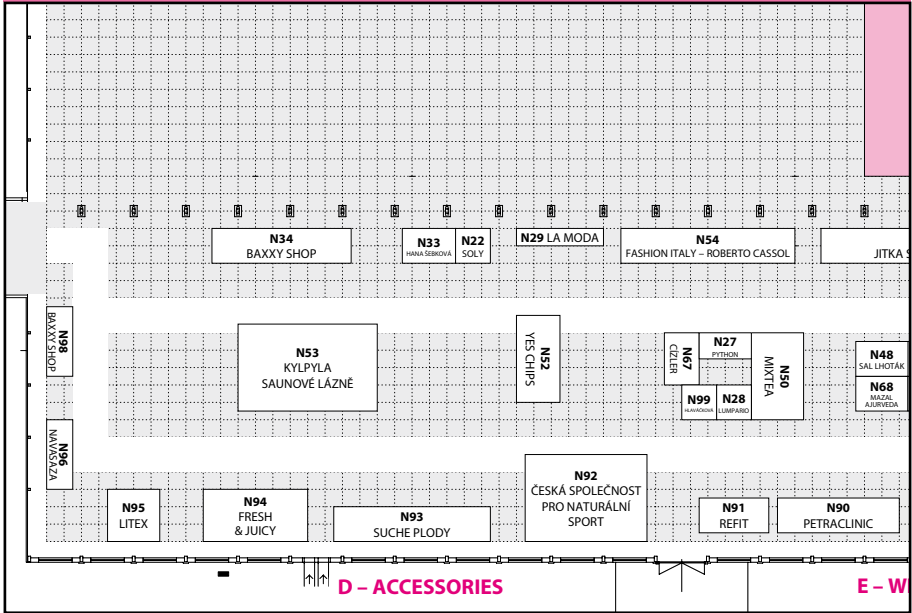 N34
BAXXY SHOP
N33
HANA ŠEBKOVÁ
N22
SOLY
N29 LA MODA
N54
FASHION ITALY – ROBERTO CASSOL
JITKA S
N98
BAXXY SHOP
N53
KYLPYLA
SAUNOVÉ LÁZNĚ
N52
YES CHIPS
N67
CÍZLER
N27
PYTHON
N50
MIXTEA
N99
HLAVÁČKOVÁ
N28
LUMPARIO
N48
SAL LHOTÁK
N68
MAZAL
AJURVEDA
N96
NAVASAZA
N95
LITEX
N94
FRESH
& JUICY
N93
SUCHE PLODY
N92
ČESKÁ SPOLEČNOST
PRO NATURÁLNÍ
SPORT
N91
REFIT
N90
PETRACLINIC
D – ACCESSORIES
E – W